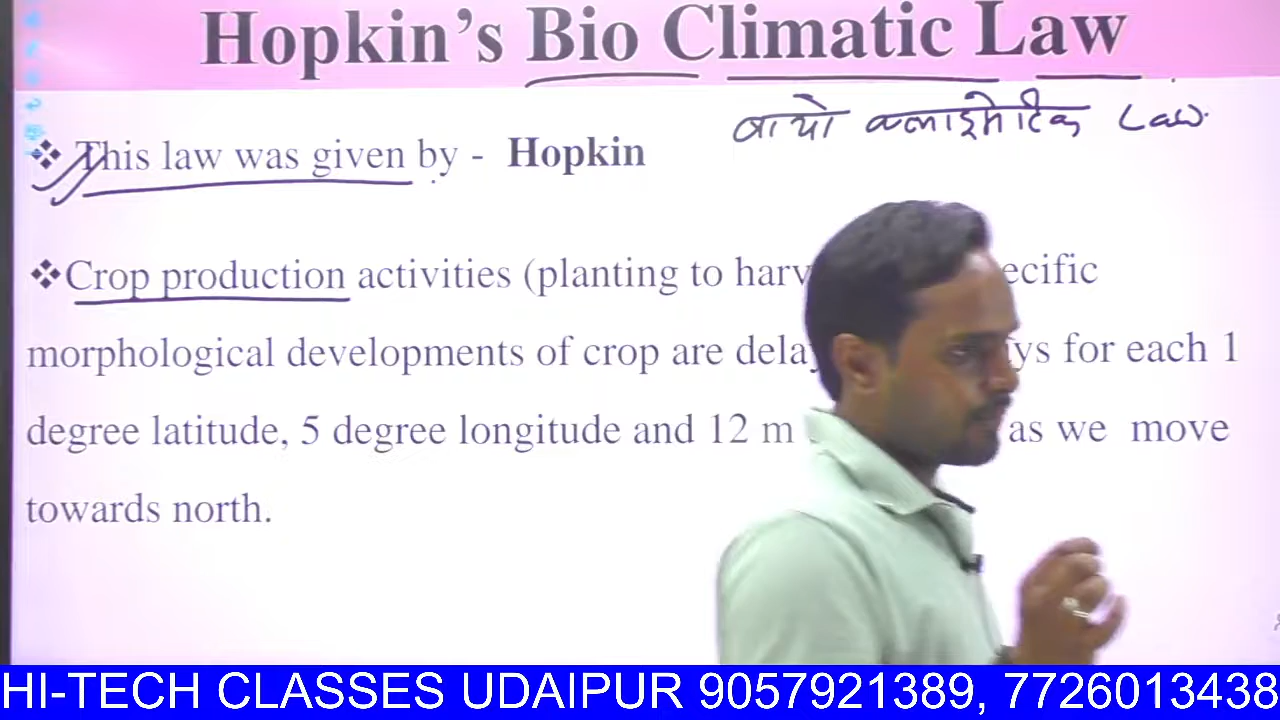 Hopkin's Bio Climatic Law
बायो क्लाइमेटिक Law
❖ This law was given by - Hopkin
❖Crop production activities (planting to harv ecific
morphological developments of crop are delay ys for each 1
degree latitude, 5 degree longitude and 12 m as we move
towards north.
HI-TECH CLASSES UDAIPUR 9057921389, 7726013438